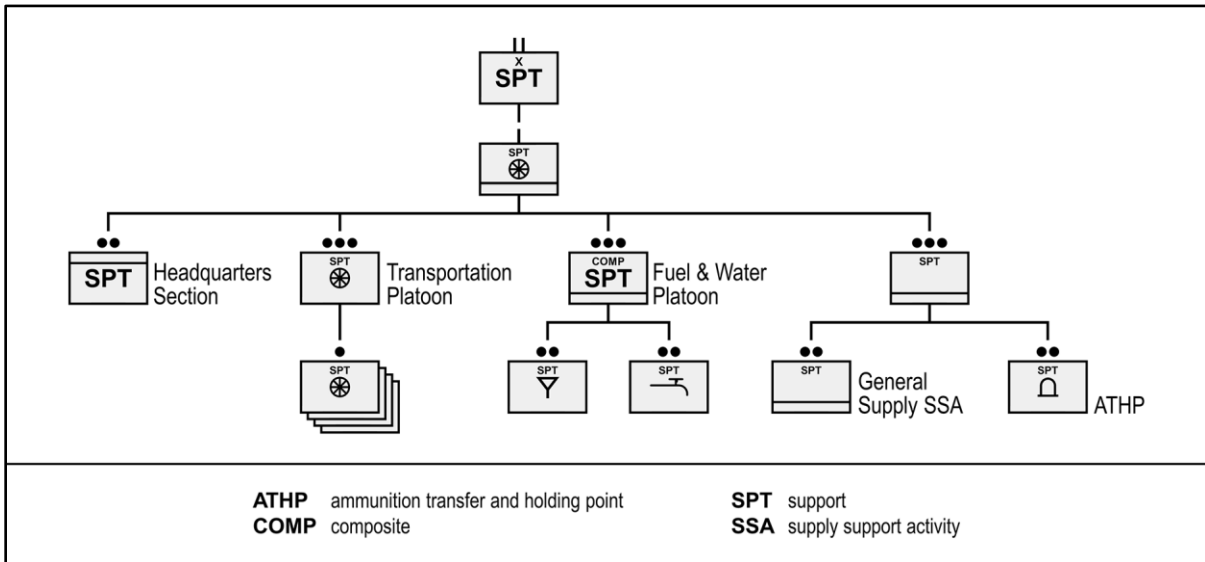 X
SPT
SPT
SPT
Headquarters
Section
SPT
Transportation
Platoon
COMP
SPT
Fuel & Water
Platoon
SPT
SPT
SPT
SPT
SPT
General
Supply SSA
SPT
ATHP
ATHP ammunition transfer and holding point
COMP composite
SPT support
SSA supply support activity